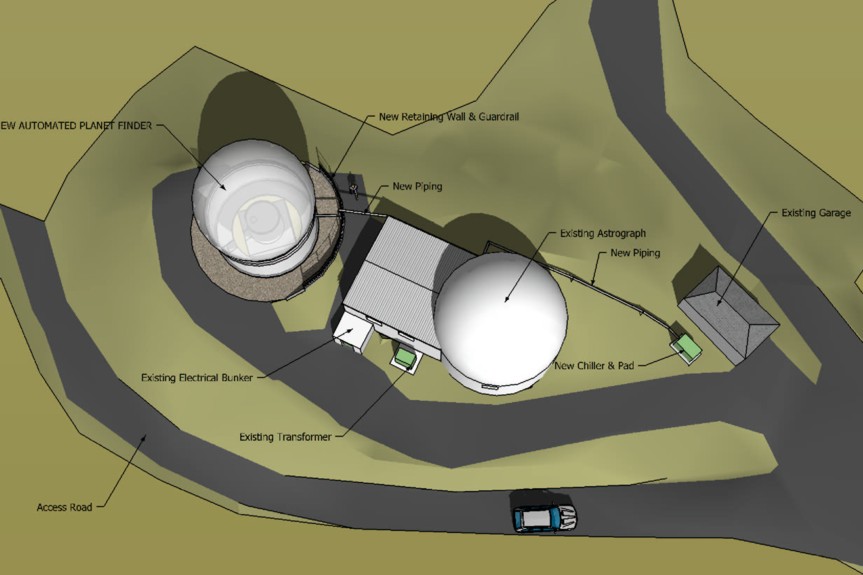 EW AUTOMATED PLANET FINDER
New Retaining Wall & Guardrail
New Piping
Existing Garage
Existing Astrograph
New Piping
New Chiller & Pad
Existing Electrical Bunker
Existing Transformer
Access Road